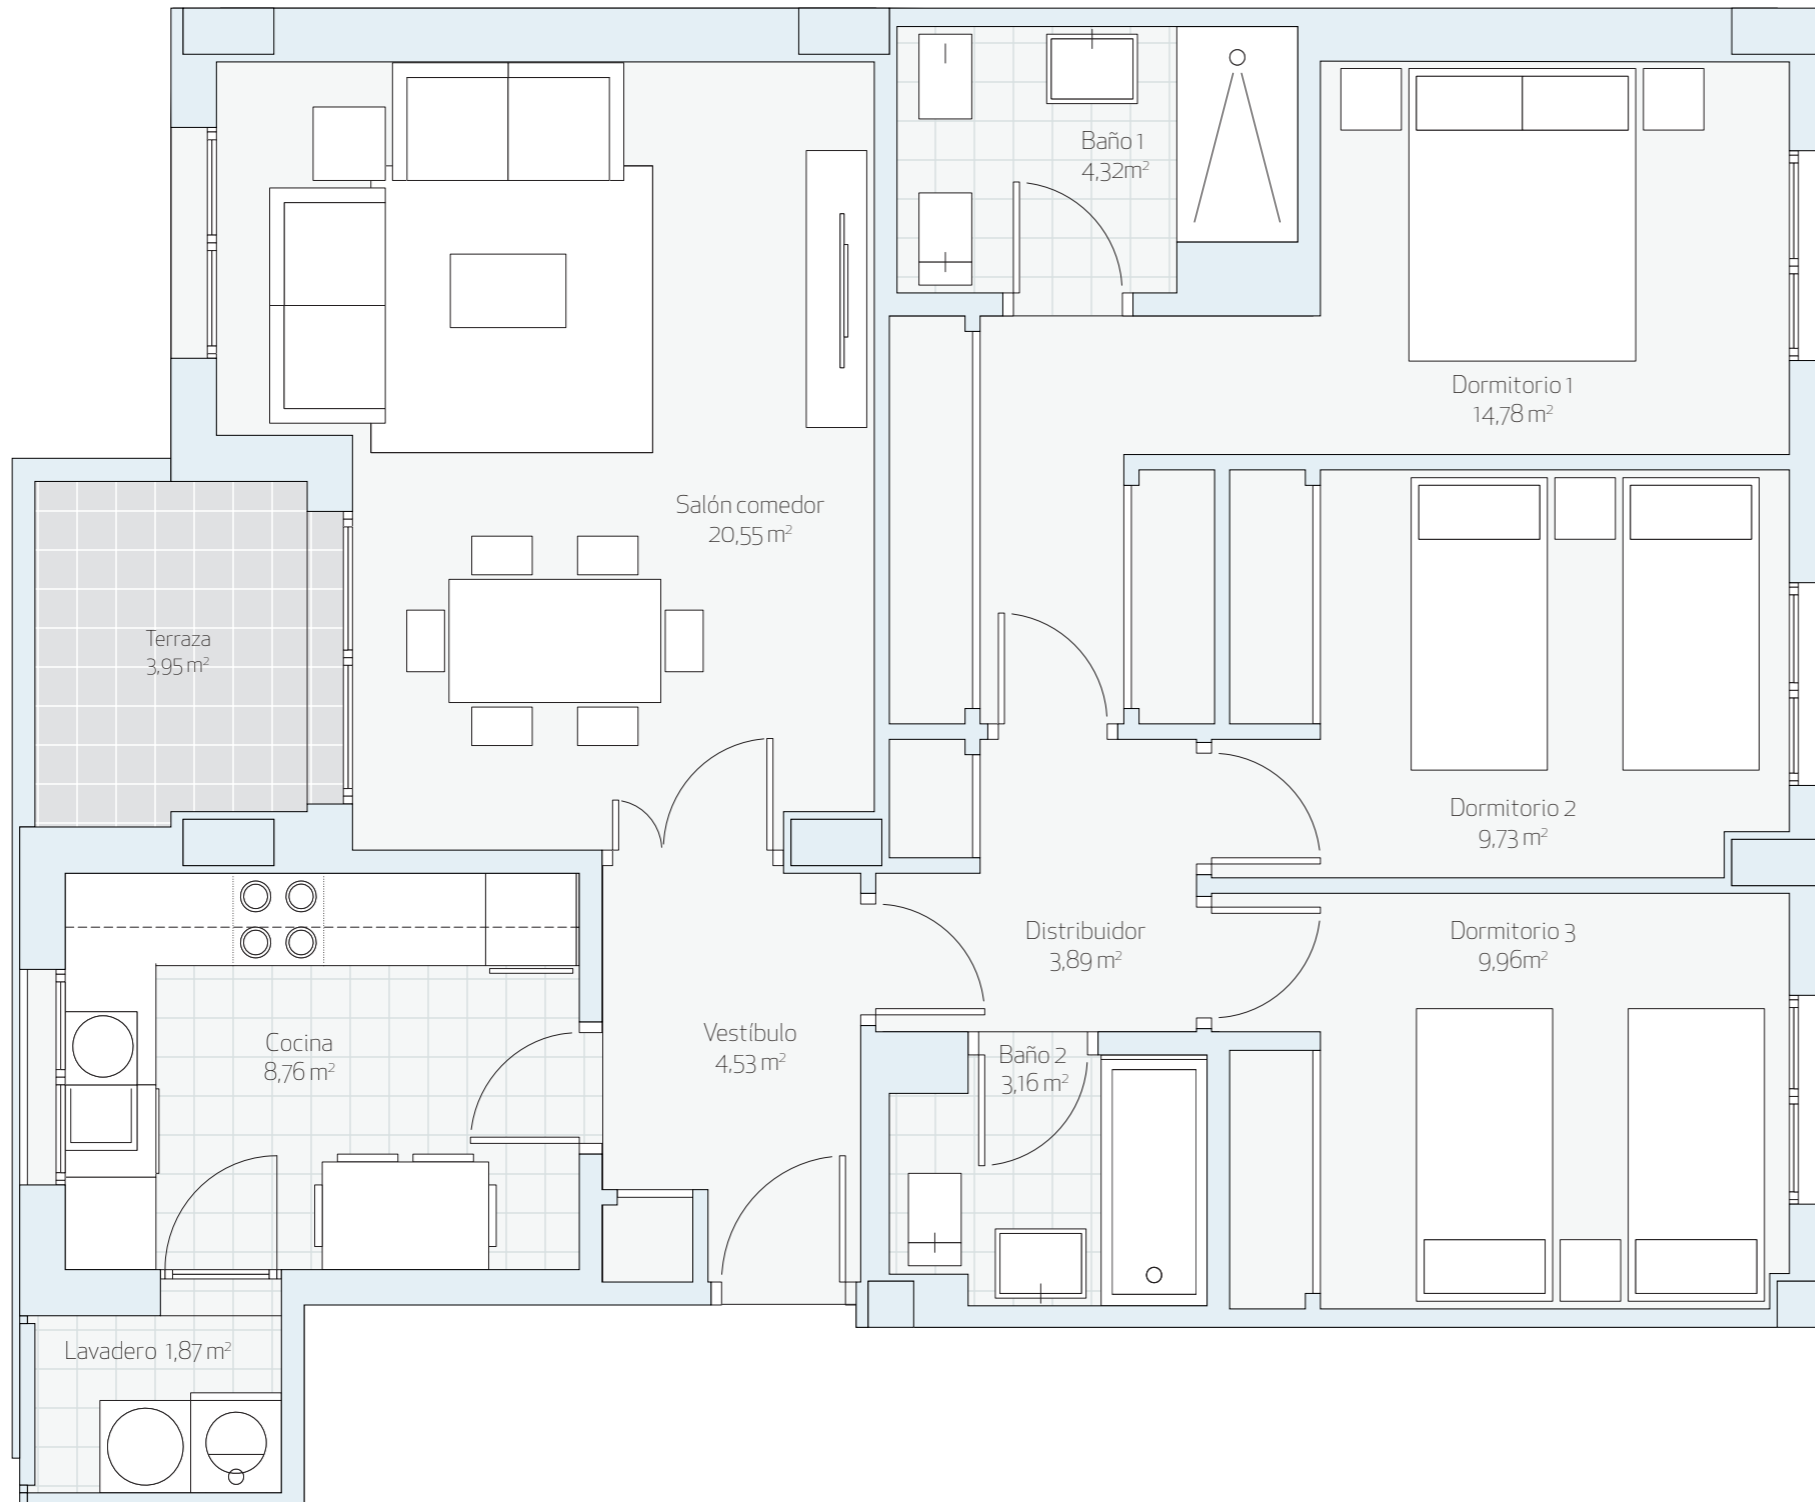 Baño 1
4,32m²
Dormitorio 1
14,78 m²
Salón comedor
20,55 m²
Terraza
3,95 m²
Dormitorio 2
9,73 m²
Distribuidor
3,89 m²
Dormitorio 3
9,96m²
Cocina
8,76 m²
Vestíbulo
4,53 m²
Baño 2
3,16 m²
Lavadero 1,87 m²